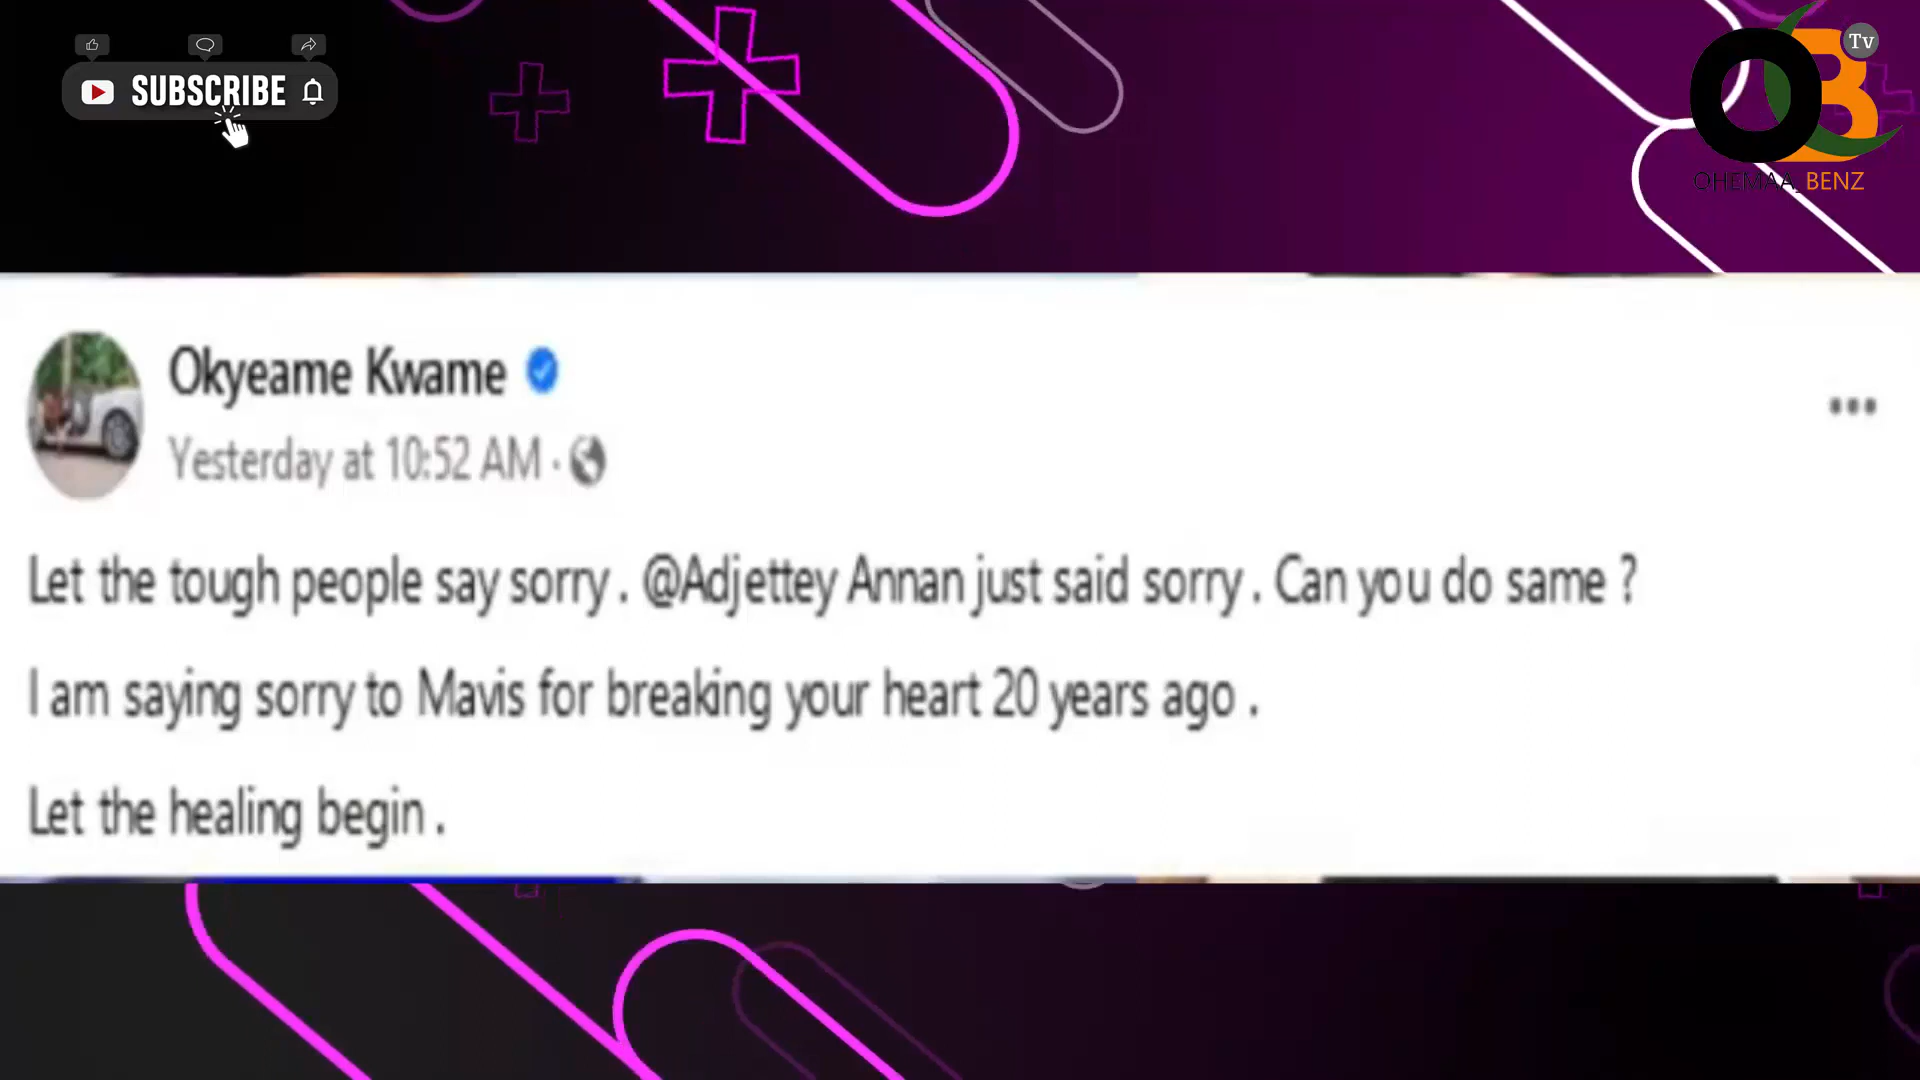 SUBSCRIBE
Tv
OB
OHEMAA_BENZ
Okyeame Kwame
Yesterday at 10:52 AM ·
Let the tough people say sorry . @Adjettey Annan just said sorry . Can you do same ?
I am saying sorry to Mavis for breaking your heart 20 years ago .
Let the healing begin .